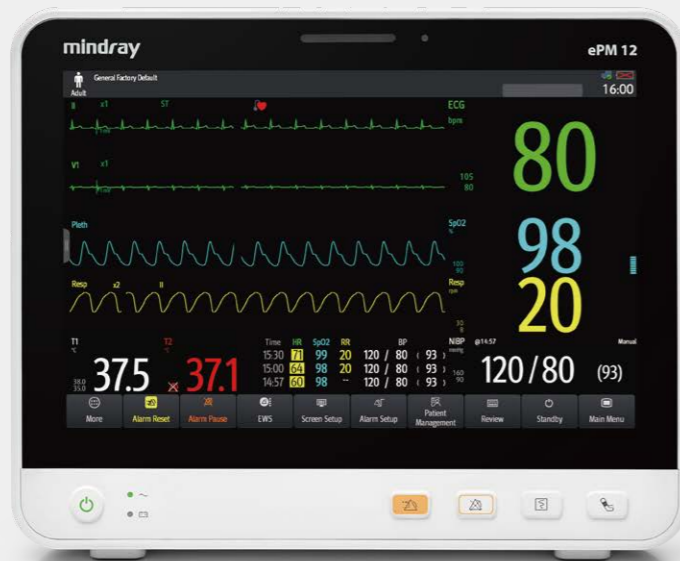 mindray ePM 12
Adult General Factory Default 16:00
II x1 ST ECG
bpm 80
1mV
V1 x1
105
80
1mV
Pleth SpO2
% 98
100
90
Resp x2 II Resp
rpm 20
30
8
T1 T2 Time HR SpO2 RR BP NIBP @14:57 Manual
°C °C 15:30 71 99 20 120 / 80 ( 93 ) mmHg
38.0
35.0 37.5 37.1 15:00 64 98 20 120 / 80 ( 93 ) 160
90 120/80 (93)
14:57 60 98 -- 120 / 80 ( 93 )
More Alarm Reset Alarm Pause EWS Screen Setup Alarm Setup Patient Management Review Standby Main Menu